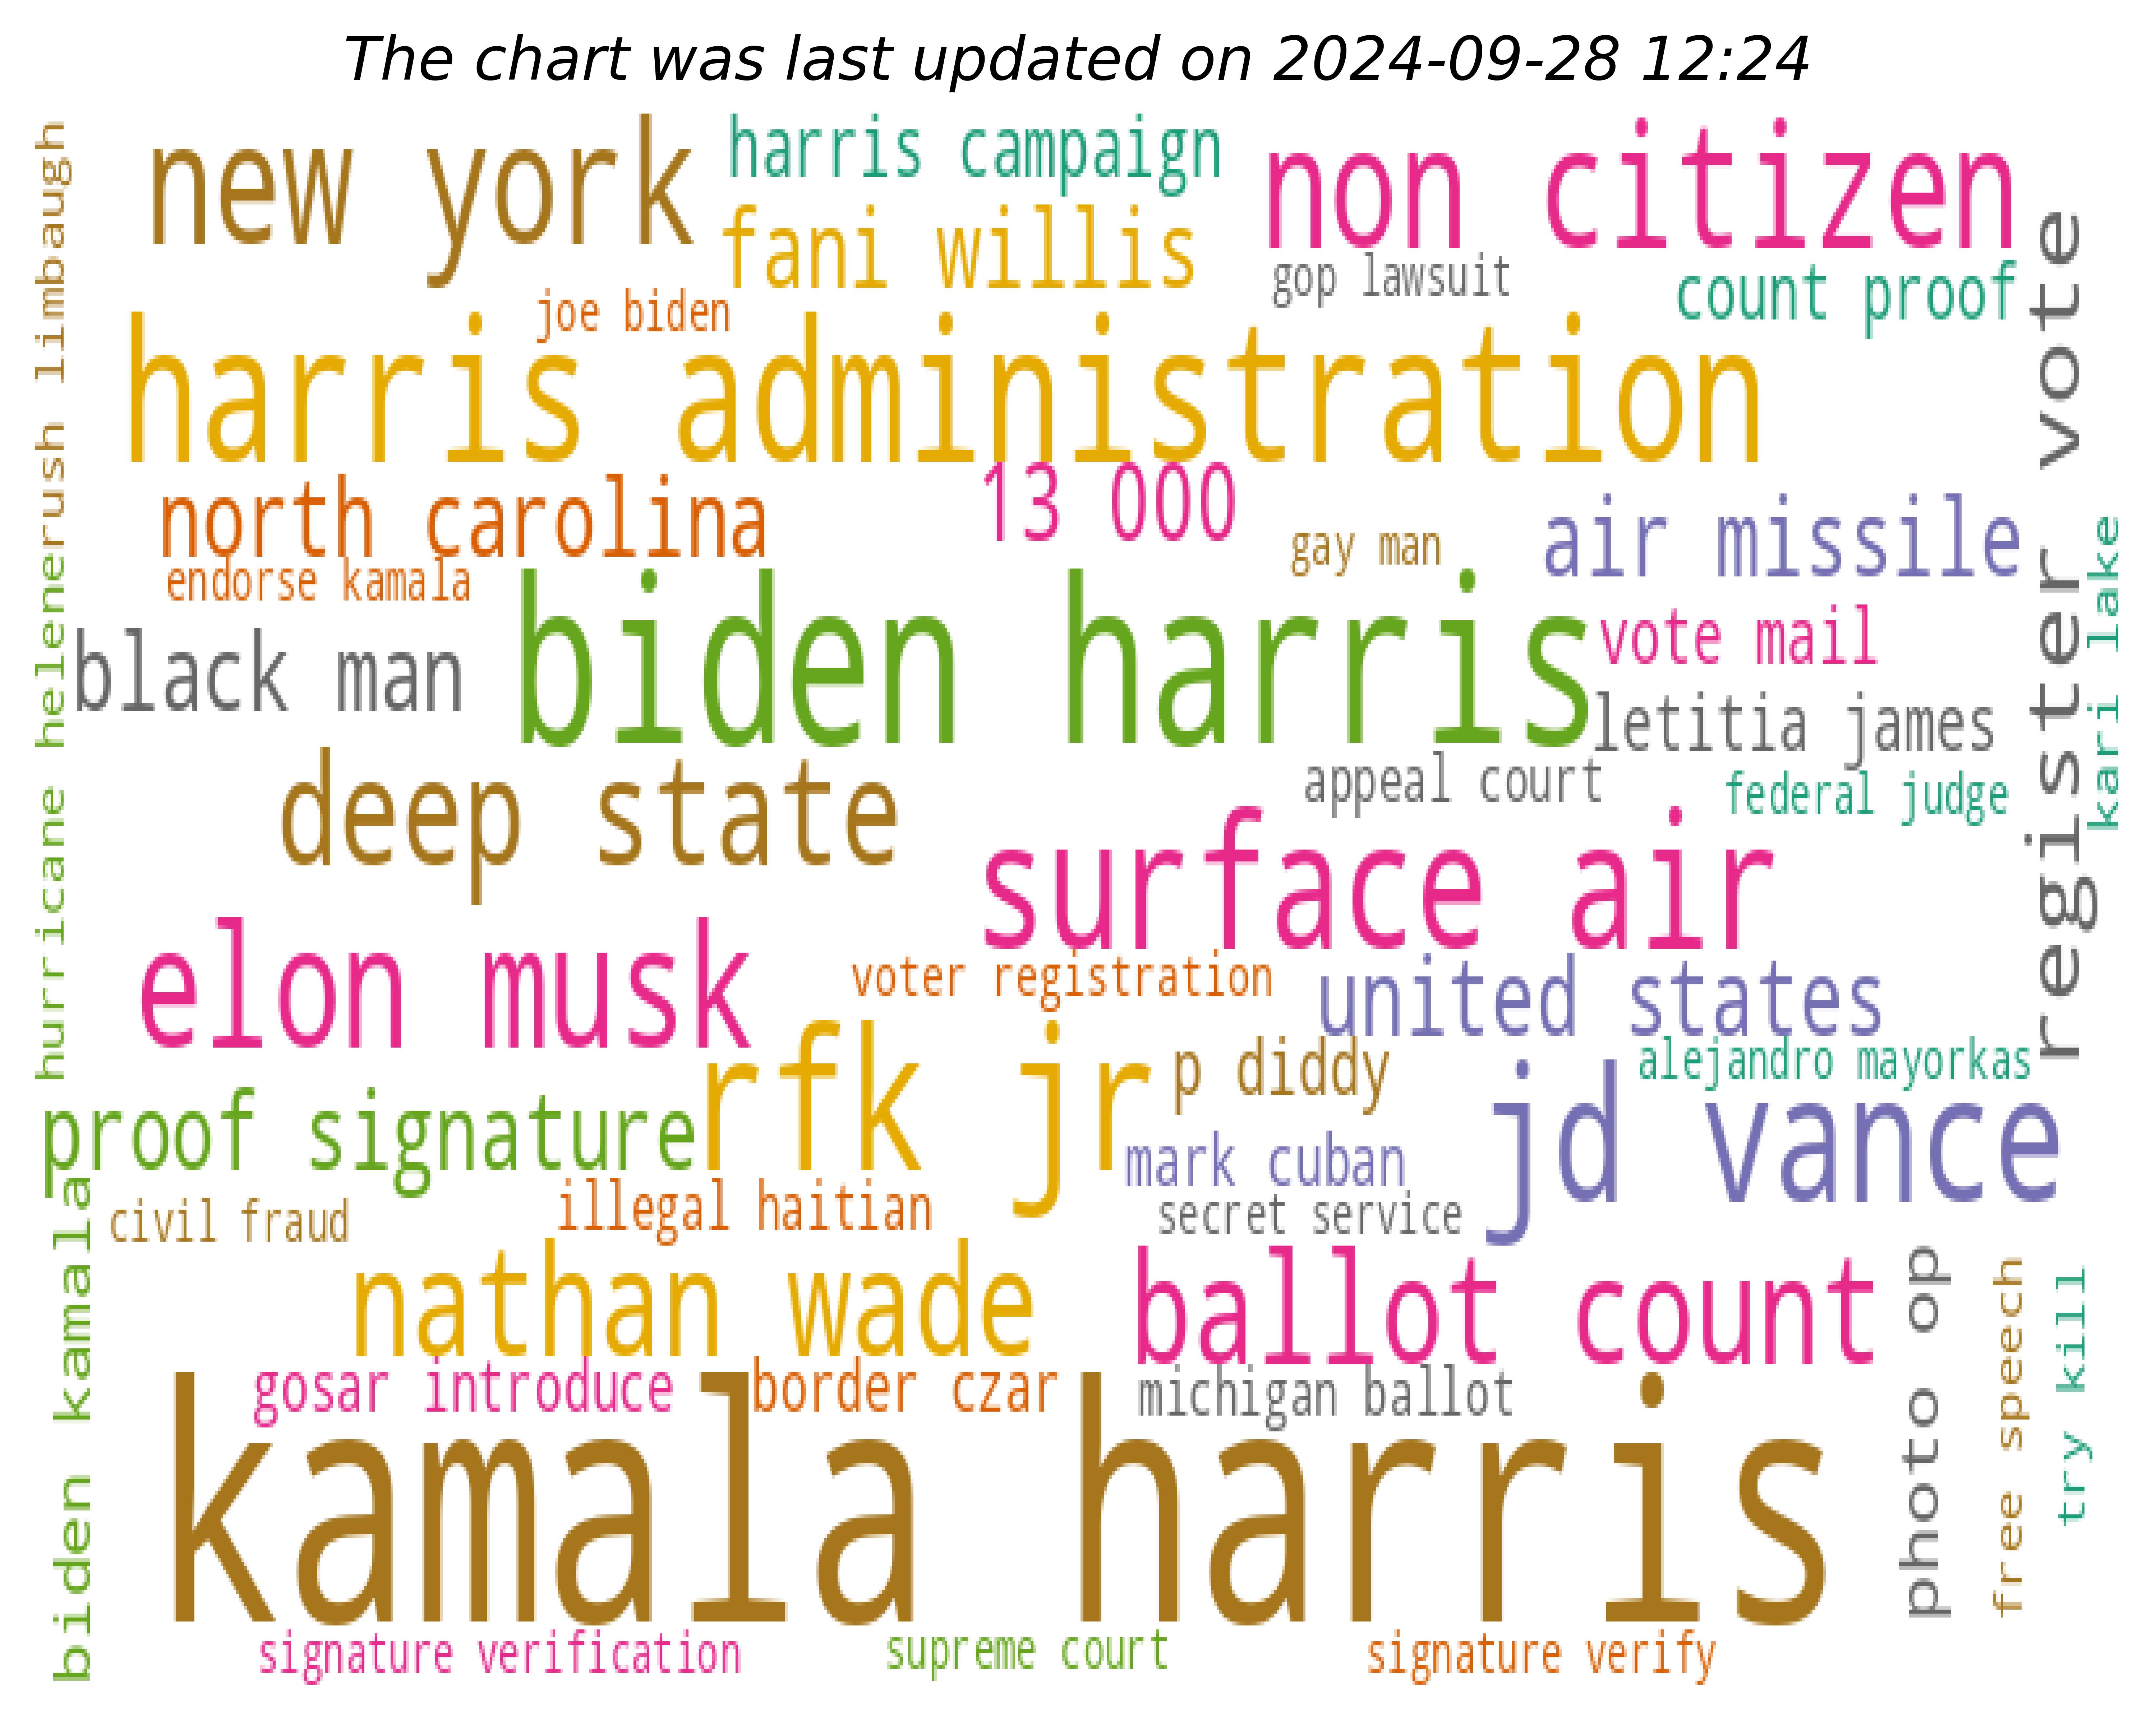 The chart was last updated on 2024-09-28 12:24
new york
harris campaign
non citizen
fani willis
gop lawsuit
count proof
joe biden
harris administration
rush limbaugh
register vote
north carolina
13 000
gay man
air missile
endorse kamala
biden harris
vote mail
kari lake
black man
letitia james
hurricane helene
deep state
appeal court
federal judge
surface air
elon musk
voter registration
united states
rfk jr
p diddy
alejandro mayorkas
proof signature
mark cuban
jd vance
civil fraud
illegal haitian
secret service
nathan wade
ballot count
biden kamala
gosar introduce
border czar
michigan ballot
photo op
free speech
try kill
kamala harris
signature verification
supreme court
signature verify